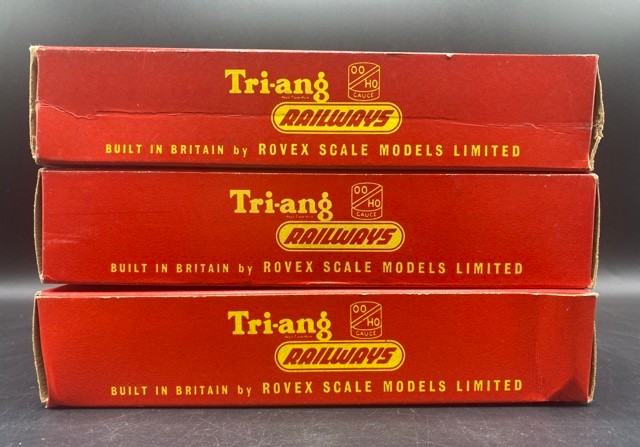 Tri-ang OO/HO GAUGE
RAILWAYS
BUILT IN BRITAIN by ROVEX SCALE MODELS LIMITED
Tri-ang OO/HO GAUGE
RAILWAYS
BUILT IN BRITAIN by ROVEX SCALE MODELS LIMITED
Tri-ang OO/HO GAUGE
RAILWAYS
BUILT IN BRITAIN by ROVEX SCALE MODELS LIMITED